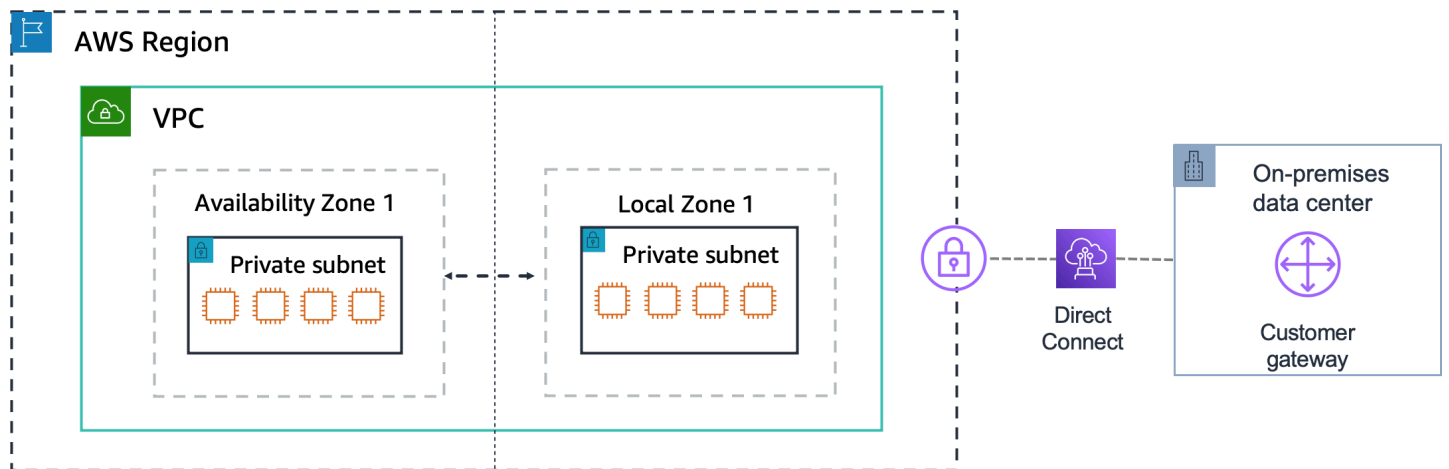 AWS Region
VPC
Availability Zone 1
Private subnet
Local Zone 1
Private subnet
Direct
Connect
On-premises
data center
Customer
gateway